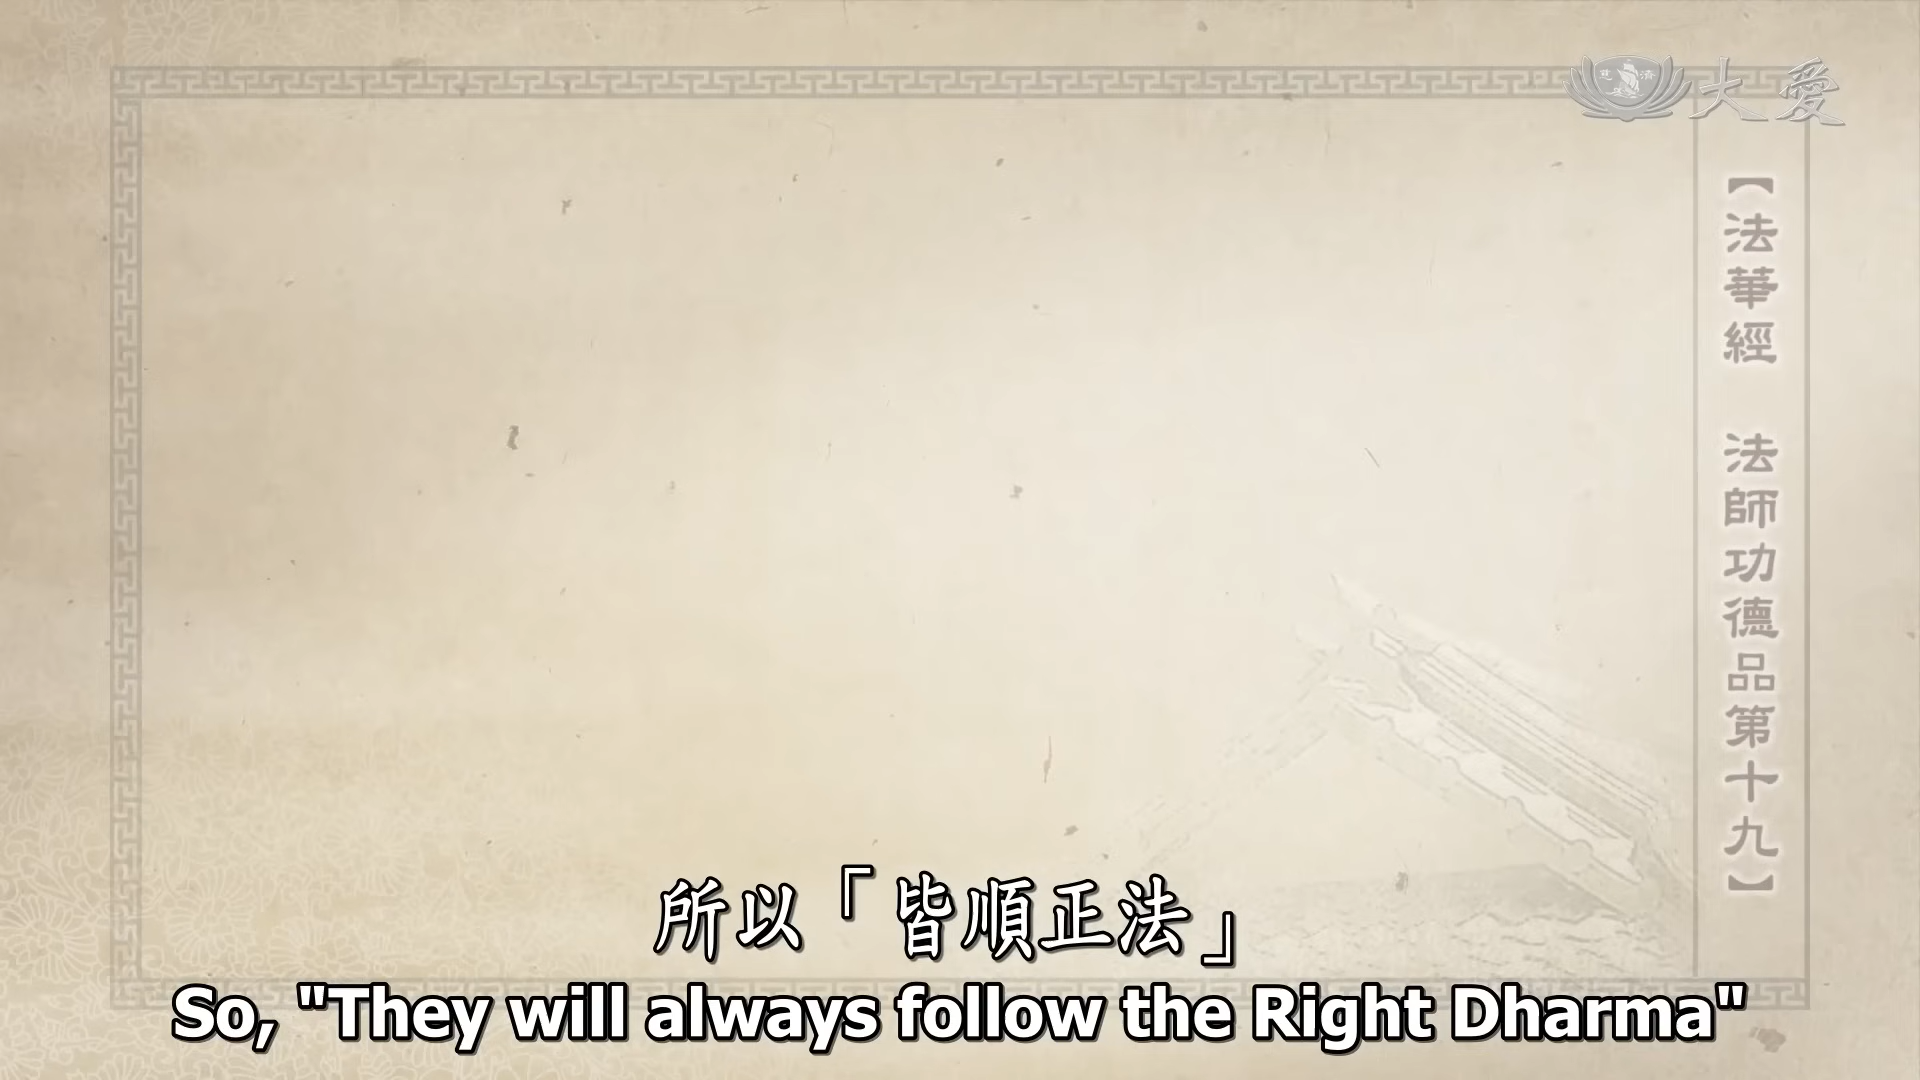 大愛
【法華經 法師功德品第十九】
所以「皆順正法」
So, "They will always follow the Right Dharma"